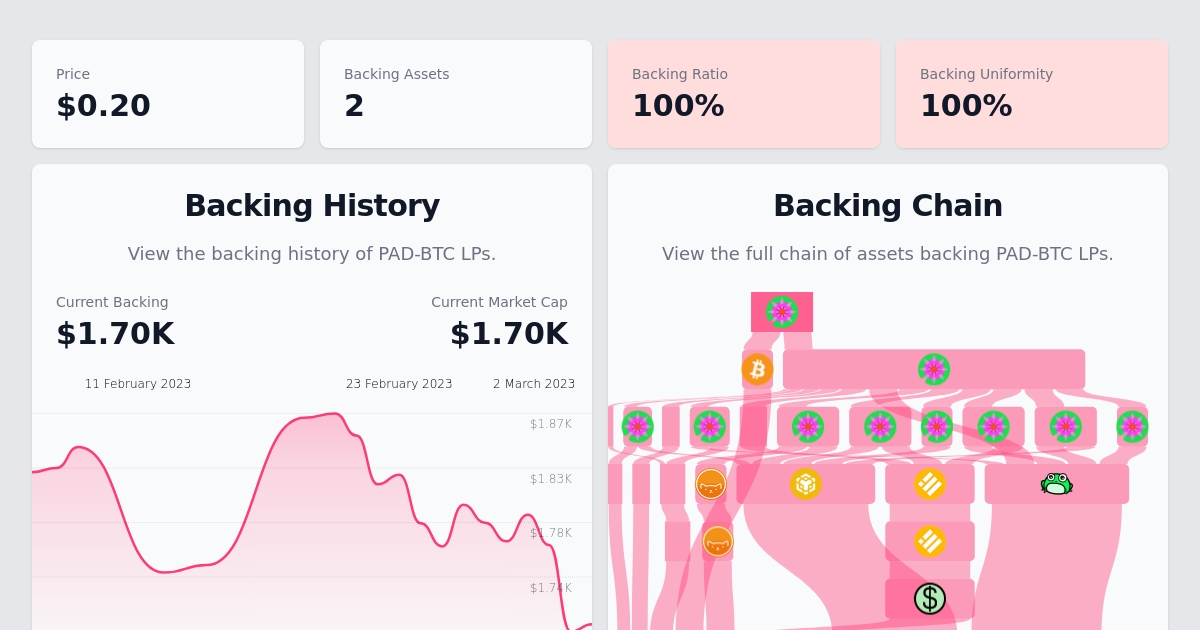 Price
$0.20
Backing Assets
2
Backing Ratio
100%
Backing Uniformity
100%
Backing History
View the backing history of PAD-BTC LPs.
Current Backing
$1.70K
Current Market Cap
$1.70K
11 February 2023
23 February 2023
2 March 2023
$1.87K
$1.83K
$1.78K
$1.74K
Backing Chain
View the full chain of assets backing PAD-BTC LPs.